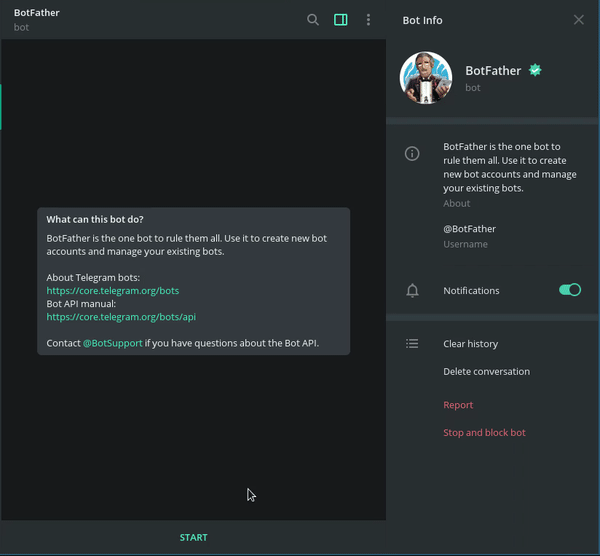 BotFather
bot
What can this bot do?
BotFather is the one bot to rule them all. Use it to create new bot
accounts and manage your existing bots.
About Telegram bots:
https://core.telegram.org/bots
Bot API manual:
https://core.telegram.org/bots/api
Contact @BotSupport if you have questions about the Bot API.
START
Bot Info
BotFather
bot
BotFather is the one bot to
rule them all. Use it to create
new bot accounts and manage
your existing bots.
About
@BotFather
Username
Notifications
Clear history
Delete conversation
Report
Stop and block bot